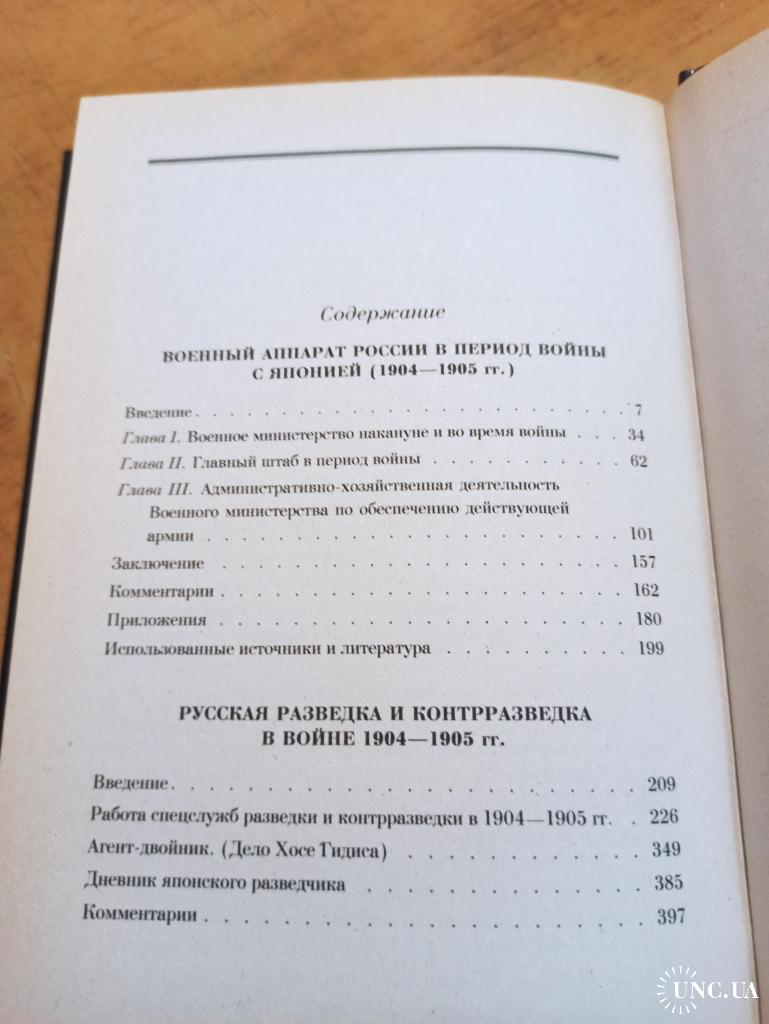 Содержание
ВОЕННЫЙ АППАРАТ РОССИИ В ПЕРИОД ВОЙНЫ
С ЯПОНИЕЙ (1904—1905 гг.)
Введение . . . . . . . . . . . . . . . . . . . 7
Глава I. Военное министерство накануне и во время войны . . . 34
Глава II. Главный штаб в период войны . . . . . . . . . 62
Глава III. Административно-хозяйственная деятельность
Военного министерства по обеспечению действующей
армии . . . . . . . . . . . . . . . . . . . 101
Заключение . . . . . . . . . . . . . . . . . . 157
Комментарии . . . . . . . . . . . . . . . . . . 162
Приложения . . . . . . . . . . . . . . . . . . 180
Использованные источники и литература . . . . . . . . 199
РУССКАЯ РАЗВЕДКА И КОНТРРАЗВЕДКА
В ВОЙНЕ 1904—1905 гг.
Введение . . . . . . . . . . . . . . . . . . . 209
Работа спецслужб разведки и контрразведки в 1904—1905 гг. . 226
Агент-двойник. (Дело Хосе Гидиса) . . . . . . . . . . 349
Дневник японского разведчика . . . . . . . . . . . . 385
Комментарии . . . . . . . . . . . . . . . . . . 397
UNC.UA